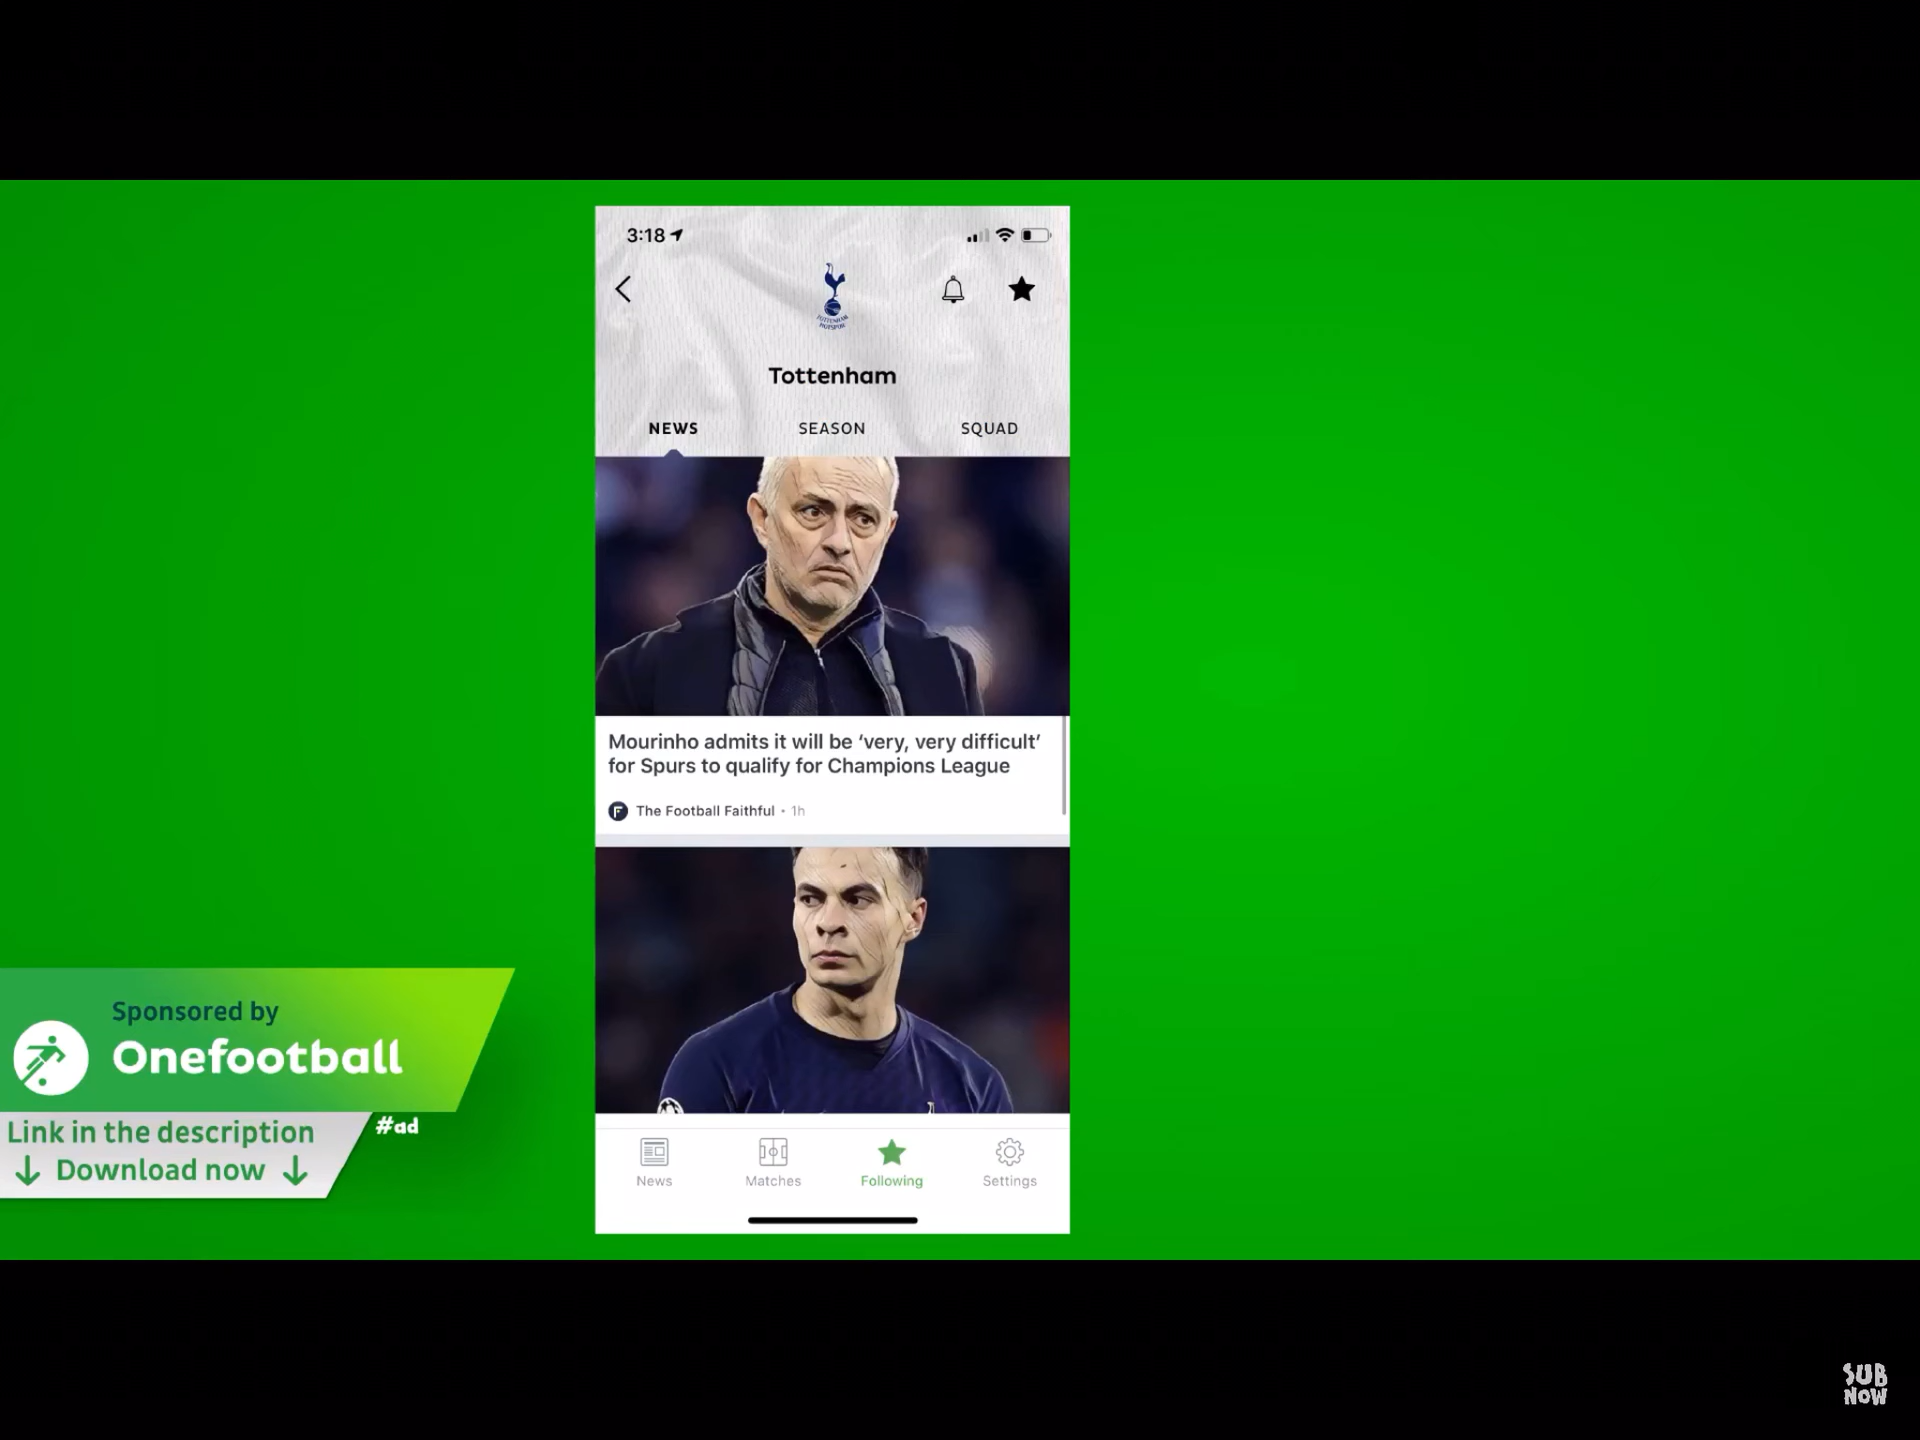 3:18
TOTTENHAM
HOTSPUR
Tottenham
NEWS
SEASON
SQUAD
Mourinho admits it will be ‘very, very difficult’
for Spurs to qualify for Champions League
The Football Faithful • 1h
Sponsored by
Onefootball
Link in the description
#ad
↓ Download now ↓
News
Matches
Following
Settings
SUB
NOW